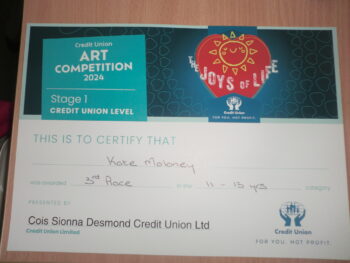 Credit Union
ART
COMPETITION
2024
Stage 1
CREDIT UNION LEVEL
THE
JOYS OF LIFE
Credit Union
FOR YOU. NOT PROFIT.
THIS IS TO CERTIFY THAT
Kate Moloney
was awarded 3rd Place in the 11 - 13 yrs category
PRESENTED BY
Cois Sionna Desmond Credit Union Ltd
Credit Union Limited
Credit Union
FOR YOU. NOT PROFIT.